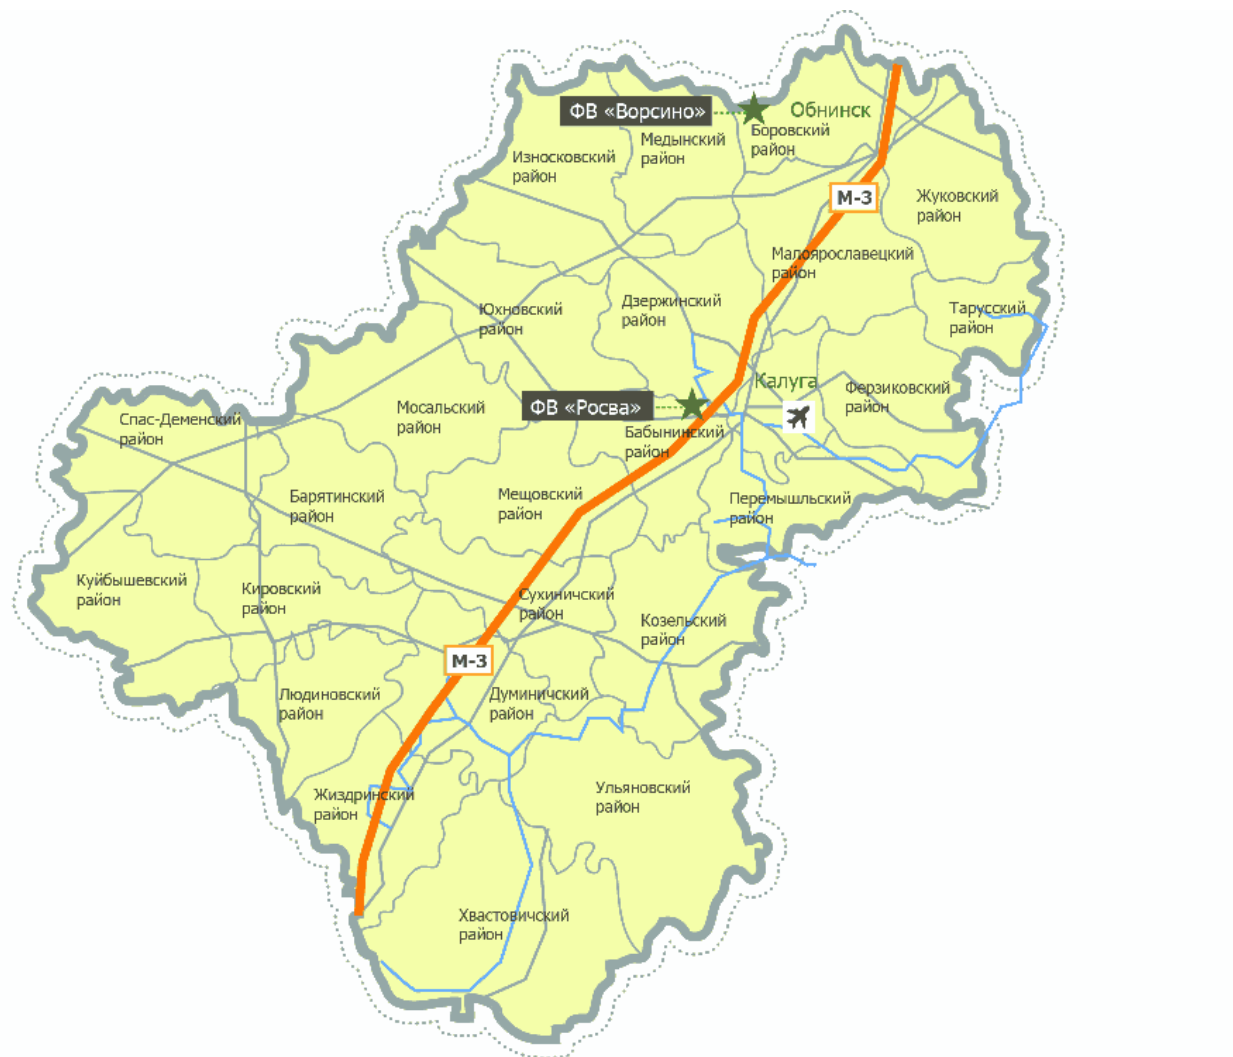 ФВ «Ворсино»
Обнинск
Боровский
район
Медынский
район
Износковский
район
М-3
Жуковский
район
Малоярославецкий
район
Дзержинский
район
Юхновский
район
Тарусский
район
Калуга
Ферзиковский
район
ФВ «Росва»
Мосальский
район
Спас-Деменский
район
Бабынинский
район
Барятинский
район
Мещовский
район
Перемышльский
район
Куйбышевский
район
Кировский
район
Сухиничский
район
Козельский
район
М-3
Людиновский
район
Думиничский
район
Жиздринский
район
Ульяновский
район
Хвастовичский
район